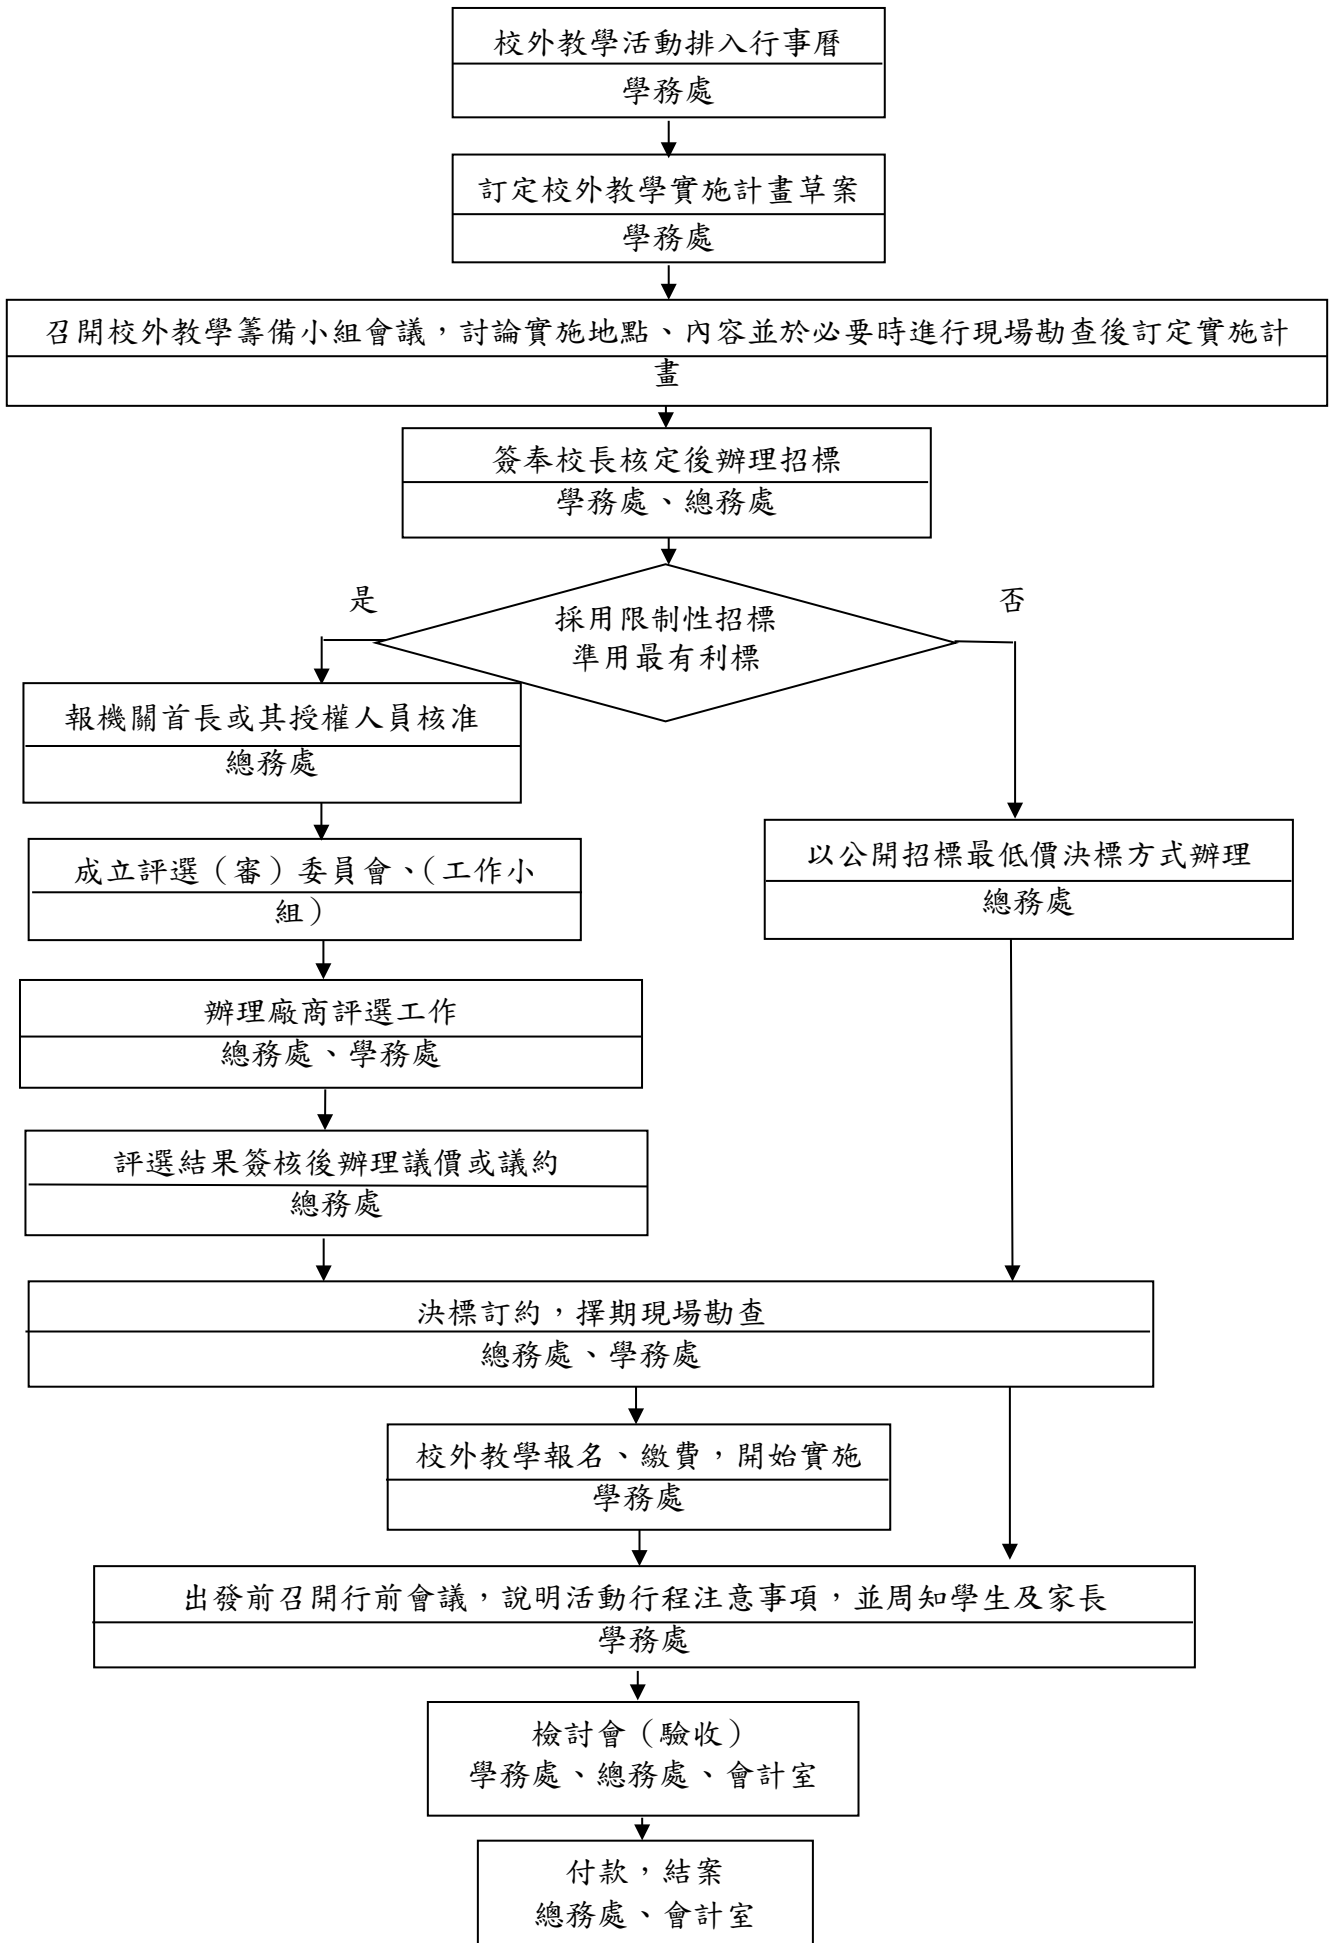 校外教學活動排入行事曆
學務處
訂定校外教學實施計畫草案
學務處
召開校外教學籌備小組會議，討論實施地點、內容並於必要時進行現場勘查後訂定實施計
畫
簽奉校長核定後辦理招標
學務處、總務處
是
否
採用限制性招標
準用最有利標
報機關首長或其授權人員核准
總務處
成立評選（審）委員會、（工作小
組）
以公開招標最低價決標方式辦理
總務處
辦理廠商評選工作
總務處、學務處
評選結果簽核後辦理議價或議約
總務處
決標訂約，擇期現場勘查
總務處、學務處
校外教學報名、繳費，開始實施
學務處
出發前召開行前會議，說明活動行程注意事項，並周知學生及家長
學務處
檢討會（驗收）
學務處、總務處、會計室
付款，結案
總務處、會計室